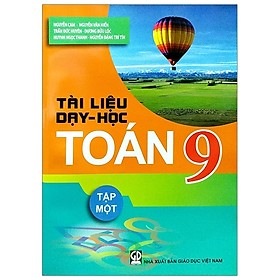 NGUYỄN CAM - NGUYỄN VĂN HIỂN
TRẦN ĐỨC HUYÊN - DƯƠNG BỬU LỘC
HUỲNH NGỌC THANH - NGUYỄN ĐẶNG TRÍ TÍN
TÀI LIỆU
DẠY-HỌC
TOÁN 9
TẬP
MỘT
NHÀ XUẤT BẢN GIÁO DỤC VIỆT NAM